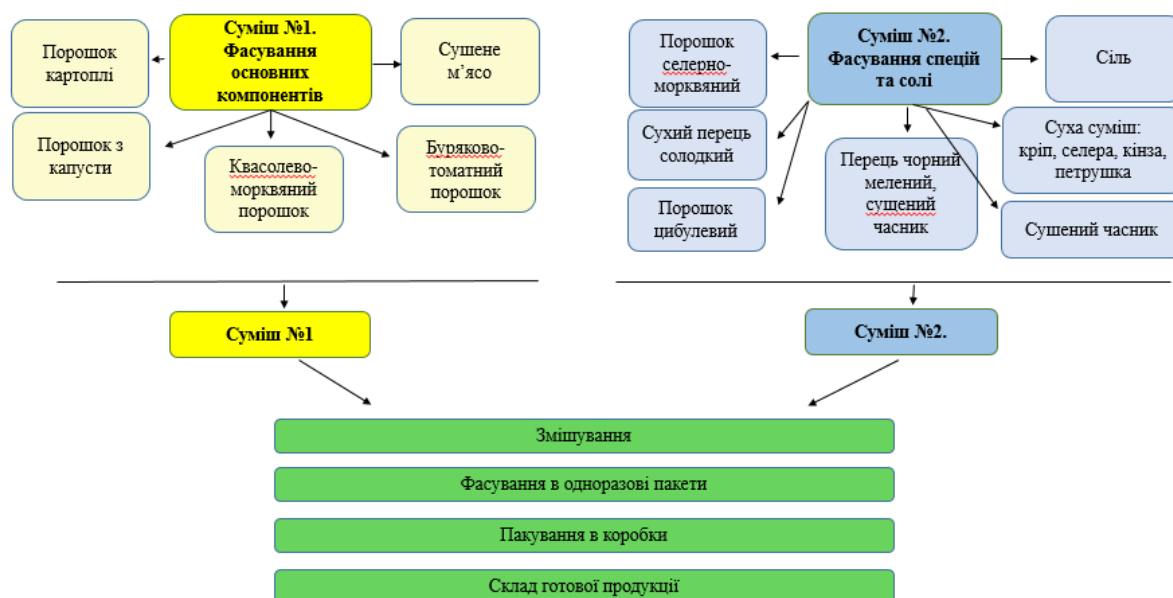 Порошок
картоплі
Суміш №1.
Фасування
основних
компонентів
Сушене
м’ясо
Порошок з
капусти
Квасолево-
морквяний
порошок
Буряково-
томатний
порошок
Порошок
селерно-
морквяний
Суміш №2.
Фасування спецій
та солі
Сіль
Сухий перець
солодкий
Перець чорний
мелений,
сущений
часник
Суха суміш:
кріп, селера, кінза,
петрушка
Порошок
цибулевий
Сушений часник
Суміш №1
Суміш №2.
Змішування
Фасування в одноразові пакети
Пакування в коробки
Склад готової продукції